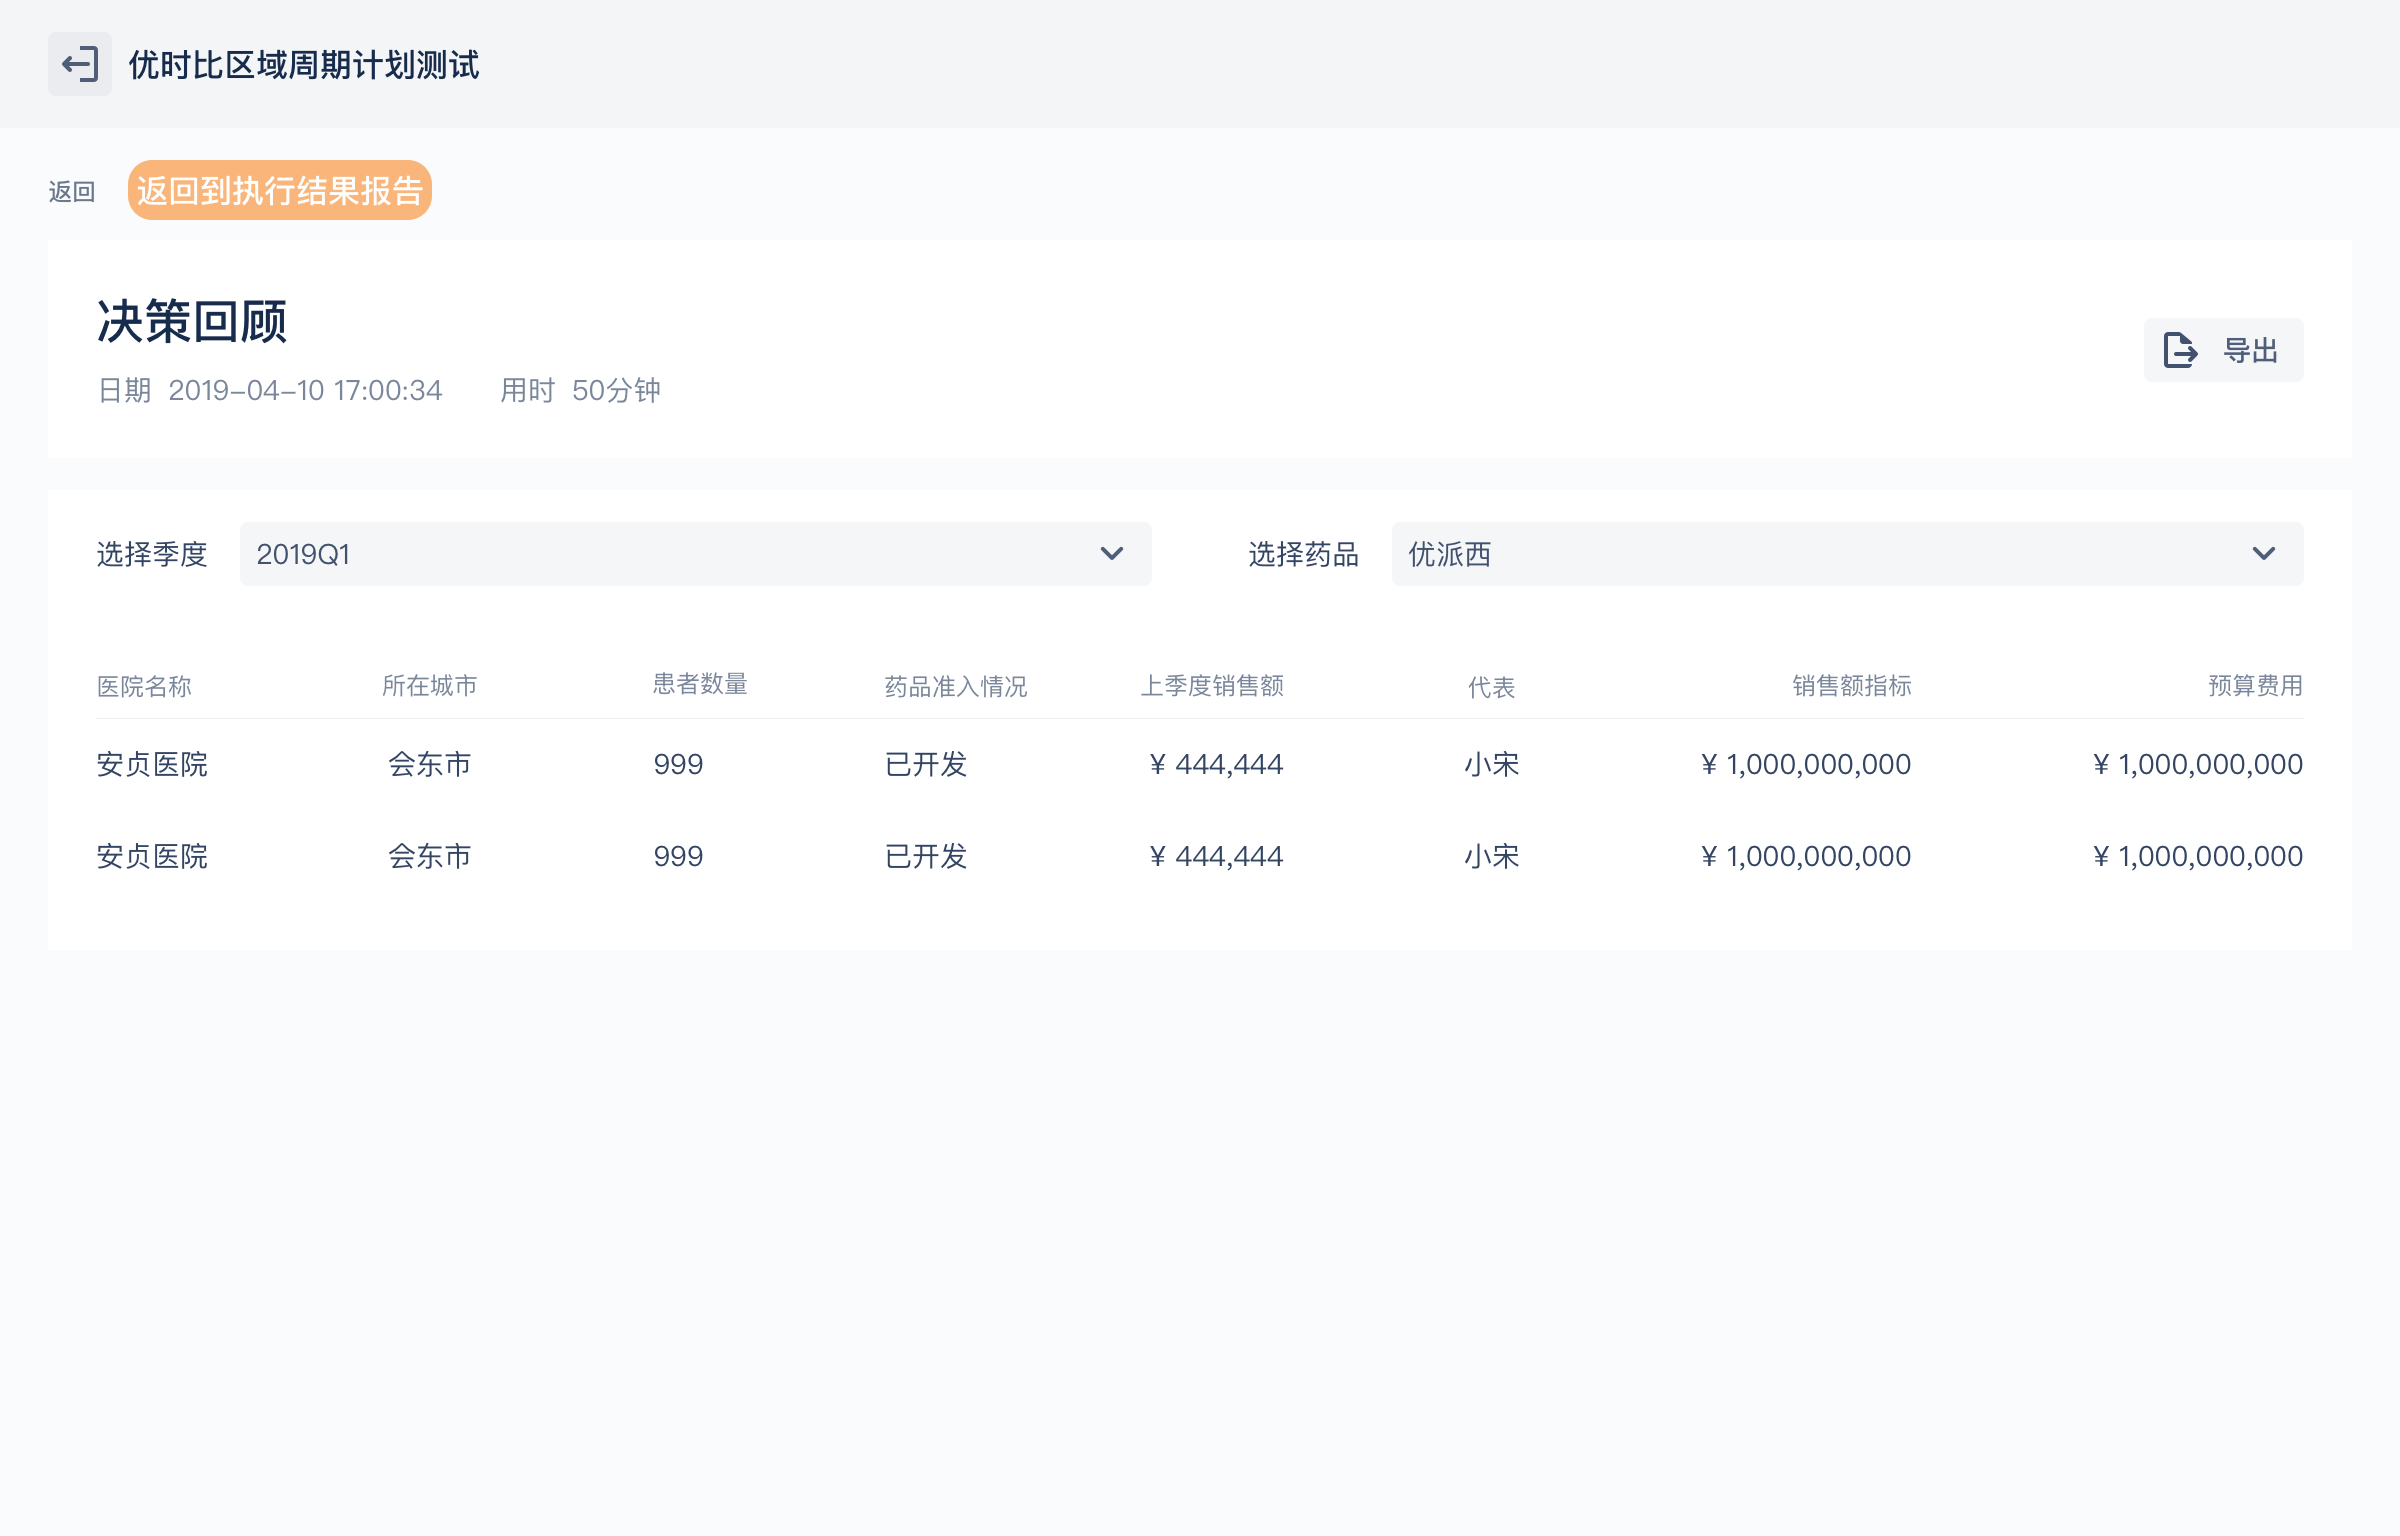 优时比区域周期计划测试
返回 返回到执行结果报告
决策回顾
导出
日期 2019-04-10 17:00:34 用时 50分钟
选择季度 2019Q1 选择药品 优派西
医院名称 所在城市 患者数量 药品准入情况 上季度销售额 代表 销售额指标 预算费用
安贞医院 会东市 999 已开发 ¥ 444,444 小宋 ¥ 1,000,000,000 ¥ 1,000,000,000
安贞医院 会东市 999 已开发 ¥ 444,444 小宋 ¥ 1,000,000,000 ¥ 1,000,000,000